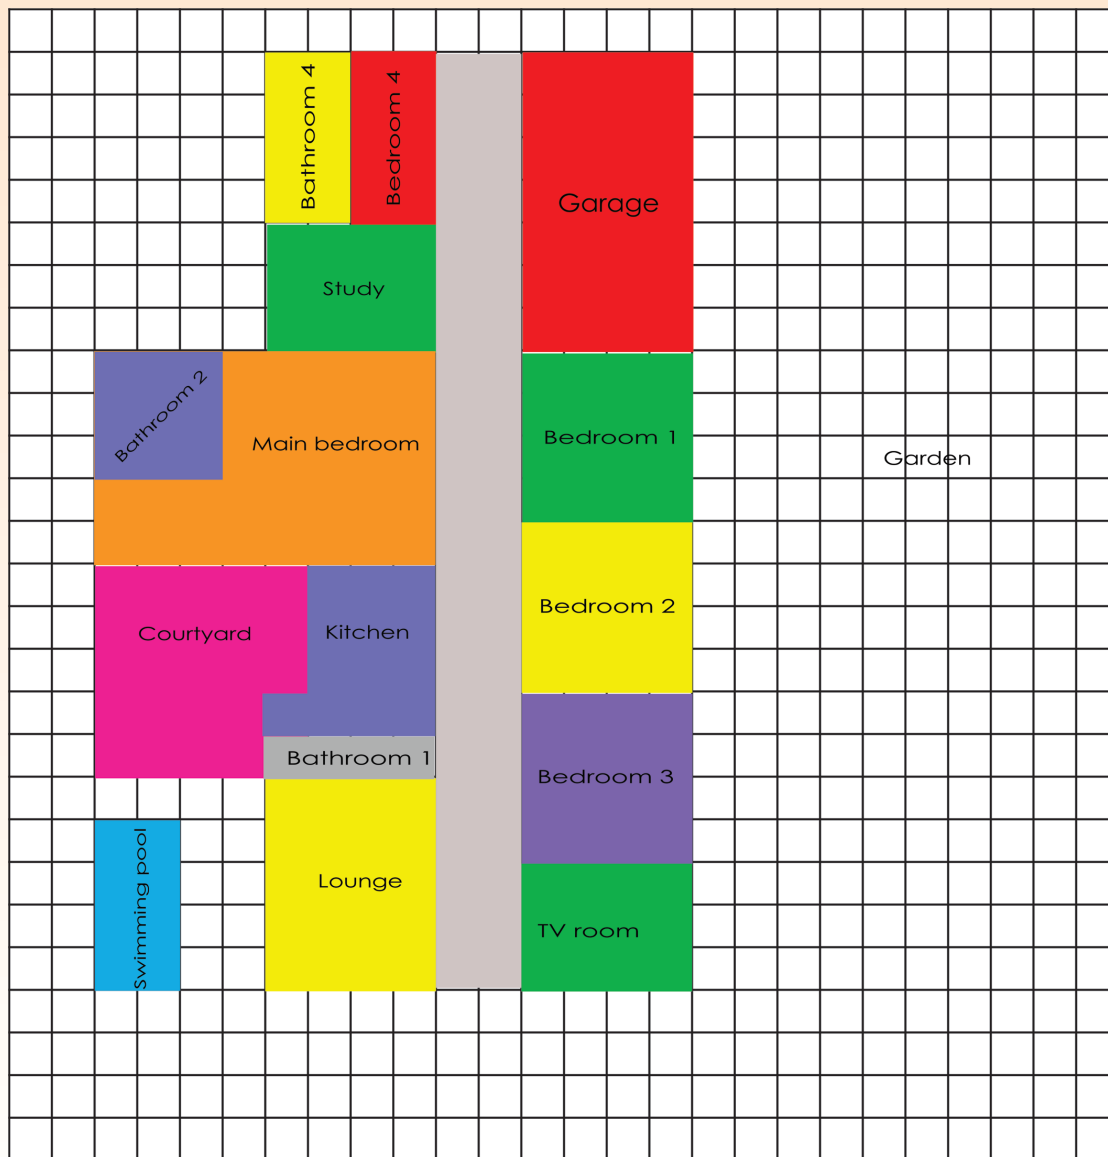 Bathroom 4
Bedroom 4
Garage
Study
Bathroom 2
Main bedroom
Bedroom 1
Garden
Bedroom 2
Courtyard
Kitchen
Bathroom 1
Bedroom 3
Swimming pool
Lounge
TV room